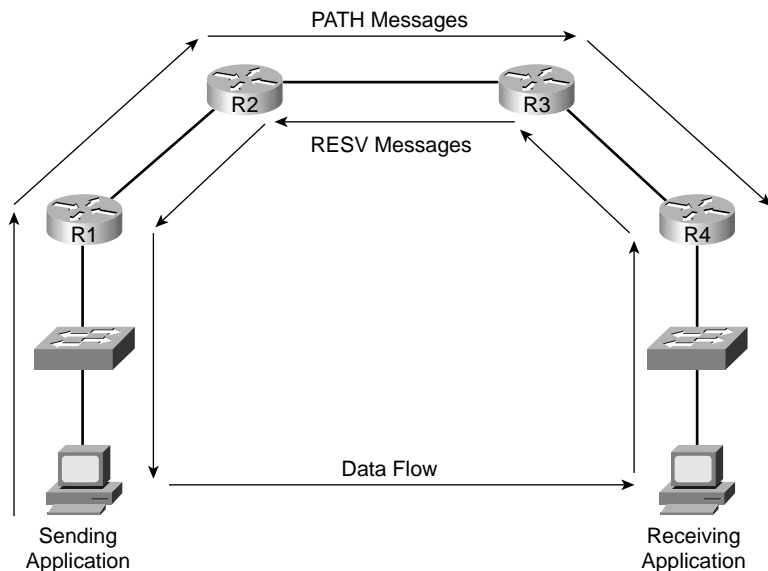 PATH Messages
R2
R3
RESV Messages
R1
R4
Data Flow
Sending
Application
Receiving
Application